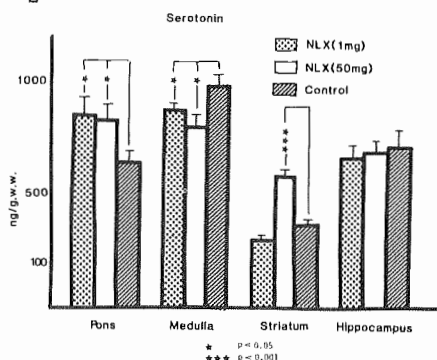 Serotonin
NLX(1mg)
NLX(50mg)
Control
1000
500
100
ng/g.w.w.
* * * * ***
Pons Medulla Striatum Hippocampus
* p<0.05
*** p<0.001